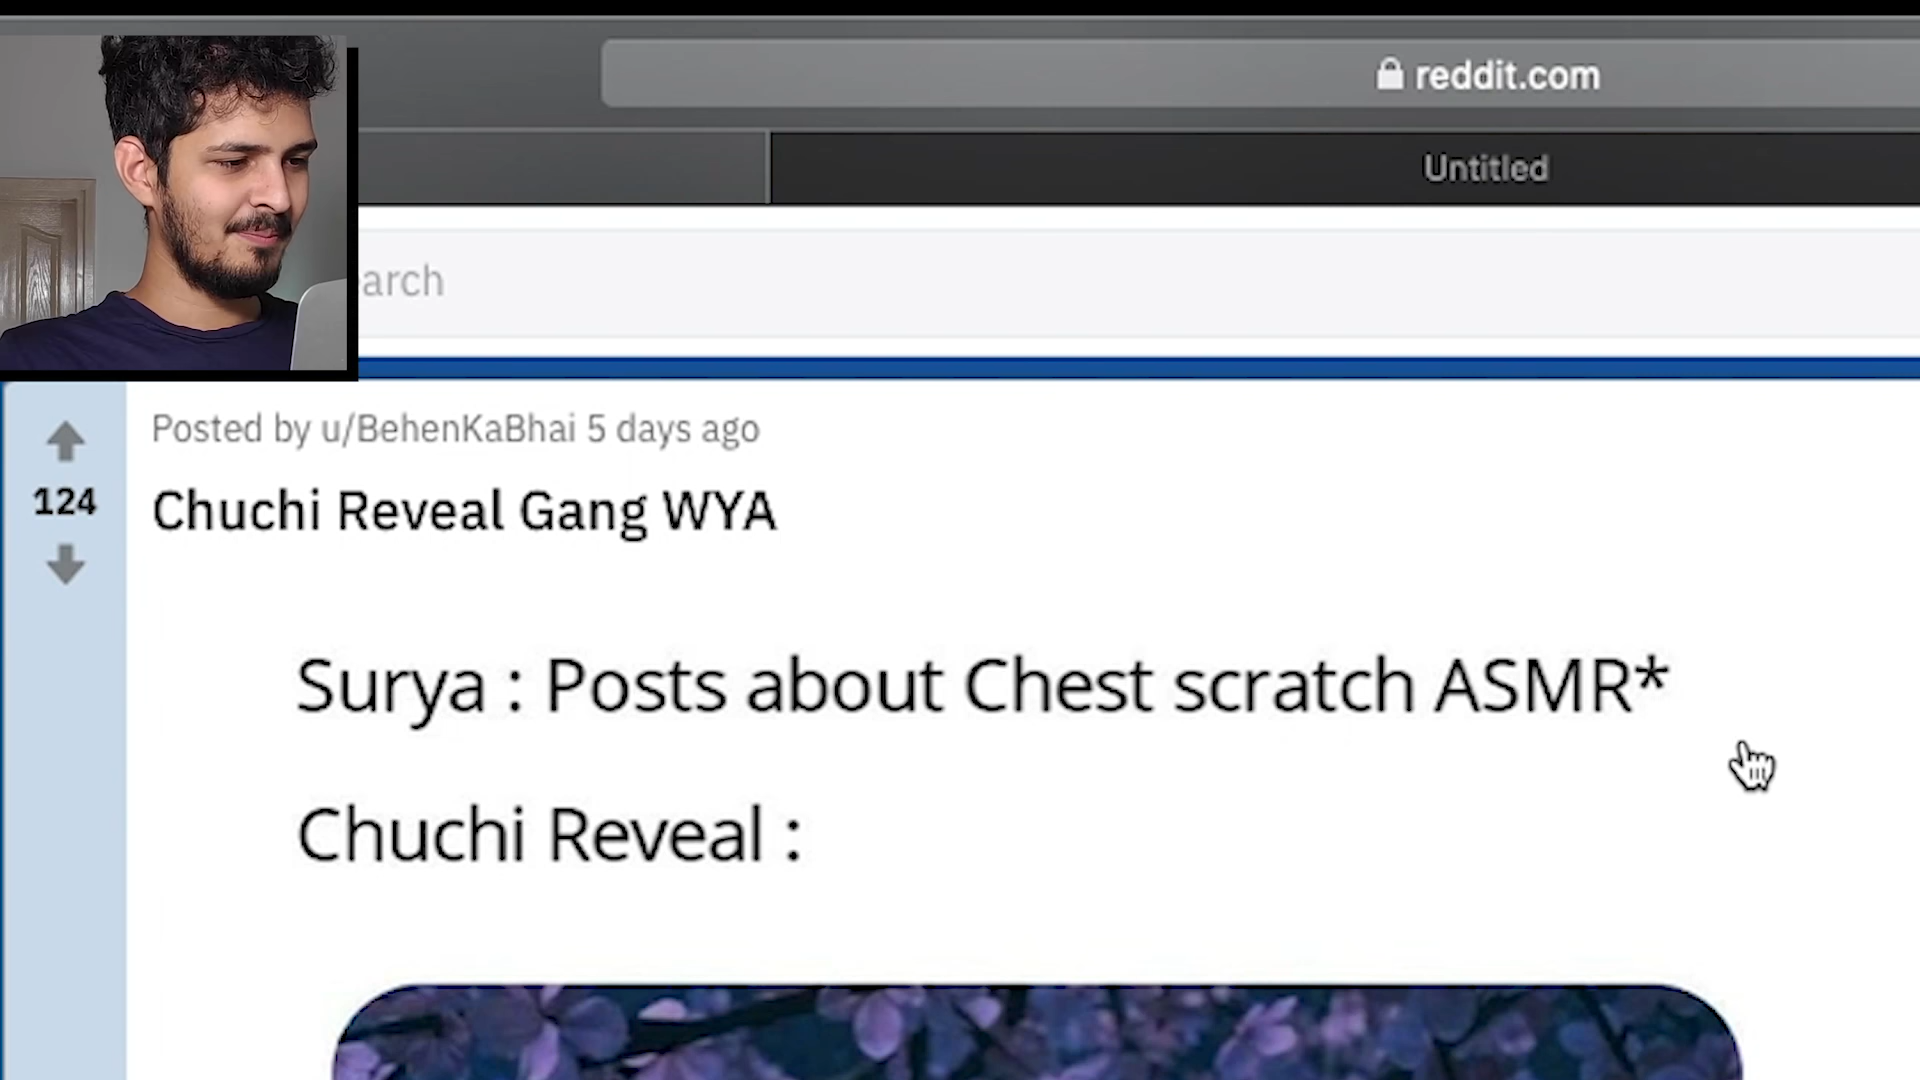 reddit.com
Untitled
arch
Posted by u/BehenKaBhai 5 days ago
124
Chuchi Reveal Gang WYA
Surya : Posts about Chest scratch ASMR*
Chuchi Reveal :